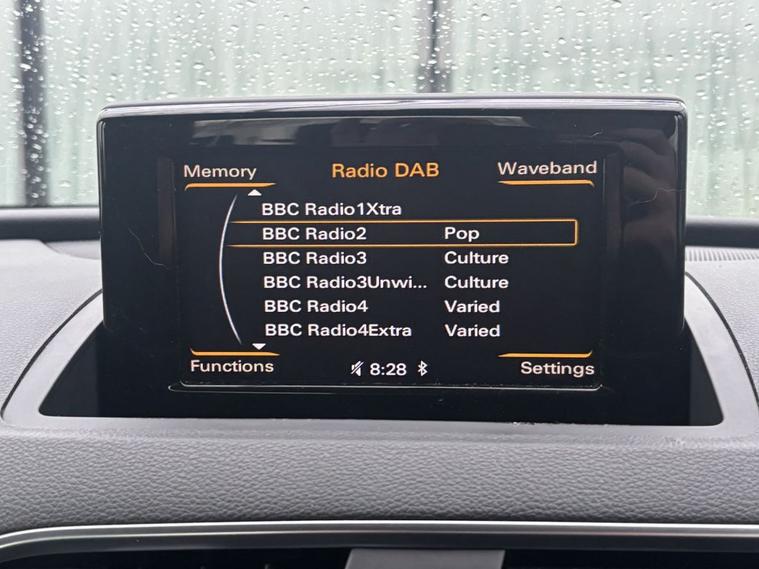 Memory Radio DAB Waveband
BBC Radio1Xtra
BBC Radio2 Pop
BBC Radio3 Culture
BBC Radio3Unwi... Culture
BBC Radio4 Varied
BBC Radio4Extra Varied
Functions 8:28 Settings